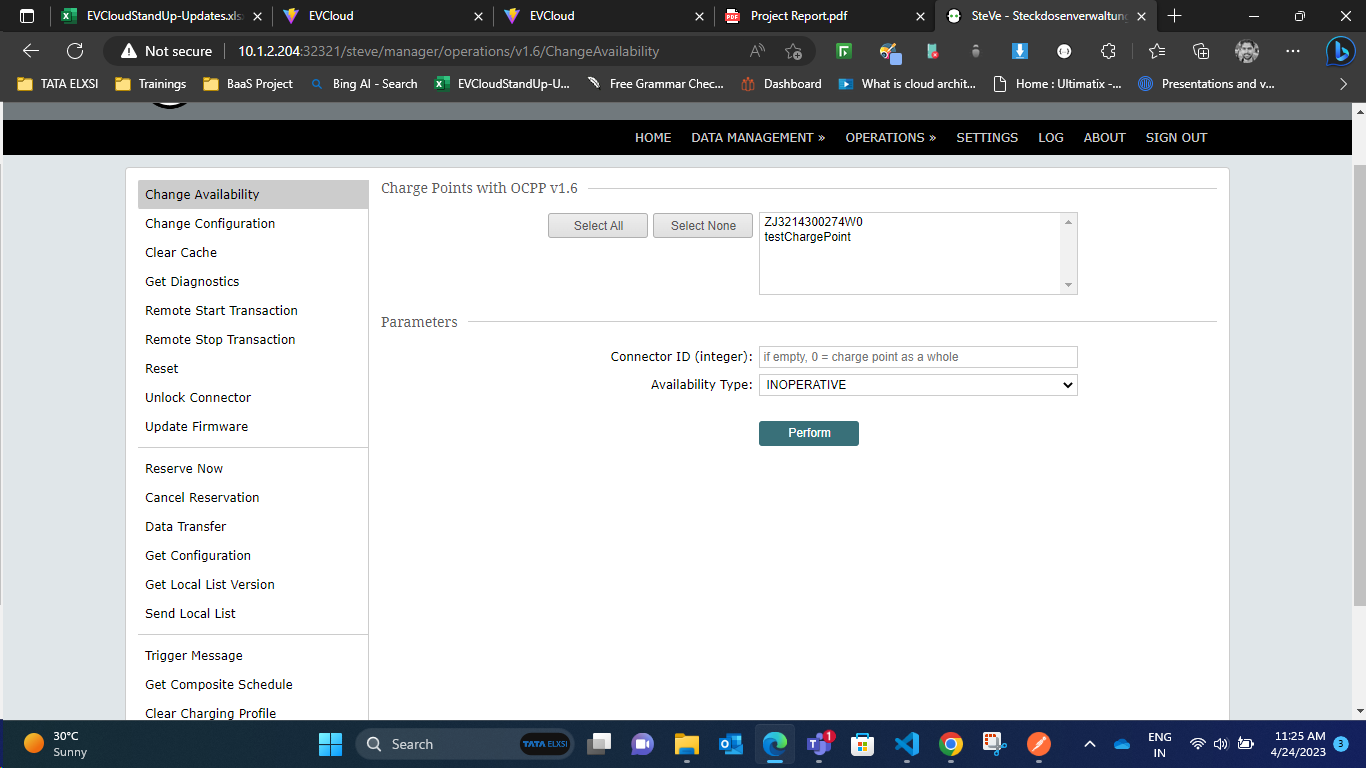 EVCloudStandUp-Updates.xls
EVCloud
EVCloud
Project Report.pdf
SteVe - Steckdosenverwaltung
Not secure
10.1.2.204:32321/steve/manager/operations/v1.6/ChangeAvailability
TATA ELXSI
Trainings
BaaS Project
Bing AI - Search
EVCloudStandUp-U...
Free Grammar Chec...
Dashboard
What is cloud archit...
Home : Ultimatix -...
Presentations and v...
HOME
DATA MANAGEMENT »
OPERATIONS »
SETTINGS
LOG
ABOUT
SIGN OUT
Change Availability
Change Configuration
Clear Cache
Get Diagnostics
Remote Start Transaction
Remote Stop Transaction
Reset
Unlock Connector
Update Firmware
Reserve Now
Cancel Reservation
Data Transfer
Get Configuration
Get Local List Version
Send Local List
Trigger Message
Get Composite Schedule
Clear Charging Profile
Charge Points with OCPP v1.6
Select All
Select None
ZJ3214300274W0
testChargePoint
Parameters
Connector ID (integer):
if empty, 0 = charge point as a whole
Availability Type:
INOPERATIVE
Perform
30°C
Sunny
Search
TATA ELXSI
1
ENG
IN
11:25 AM
4/24/2023
3